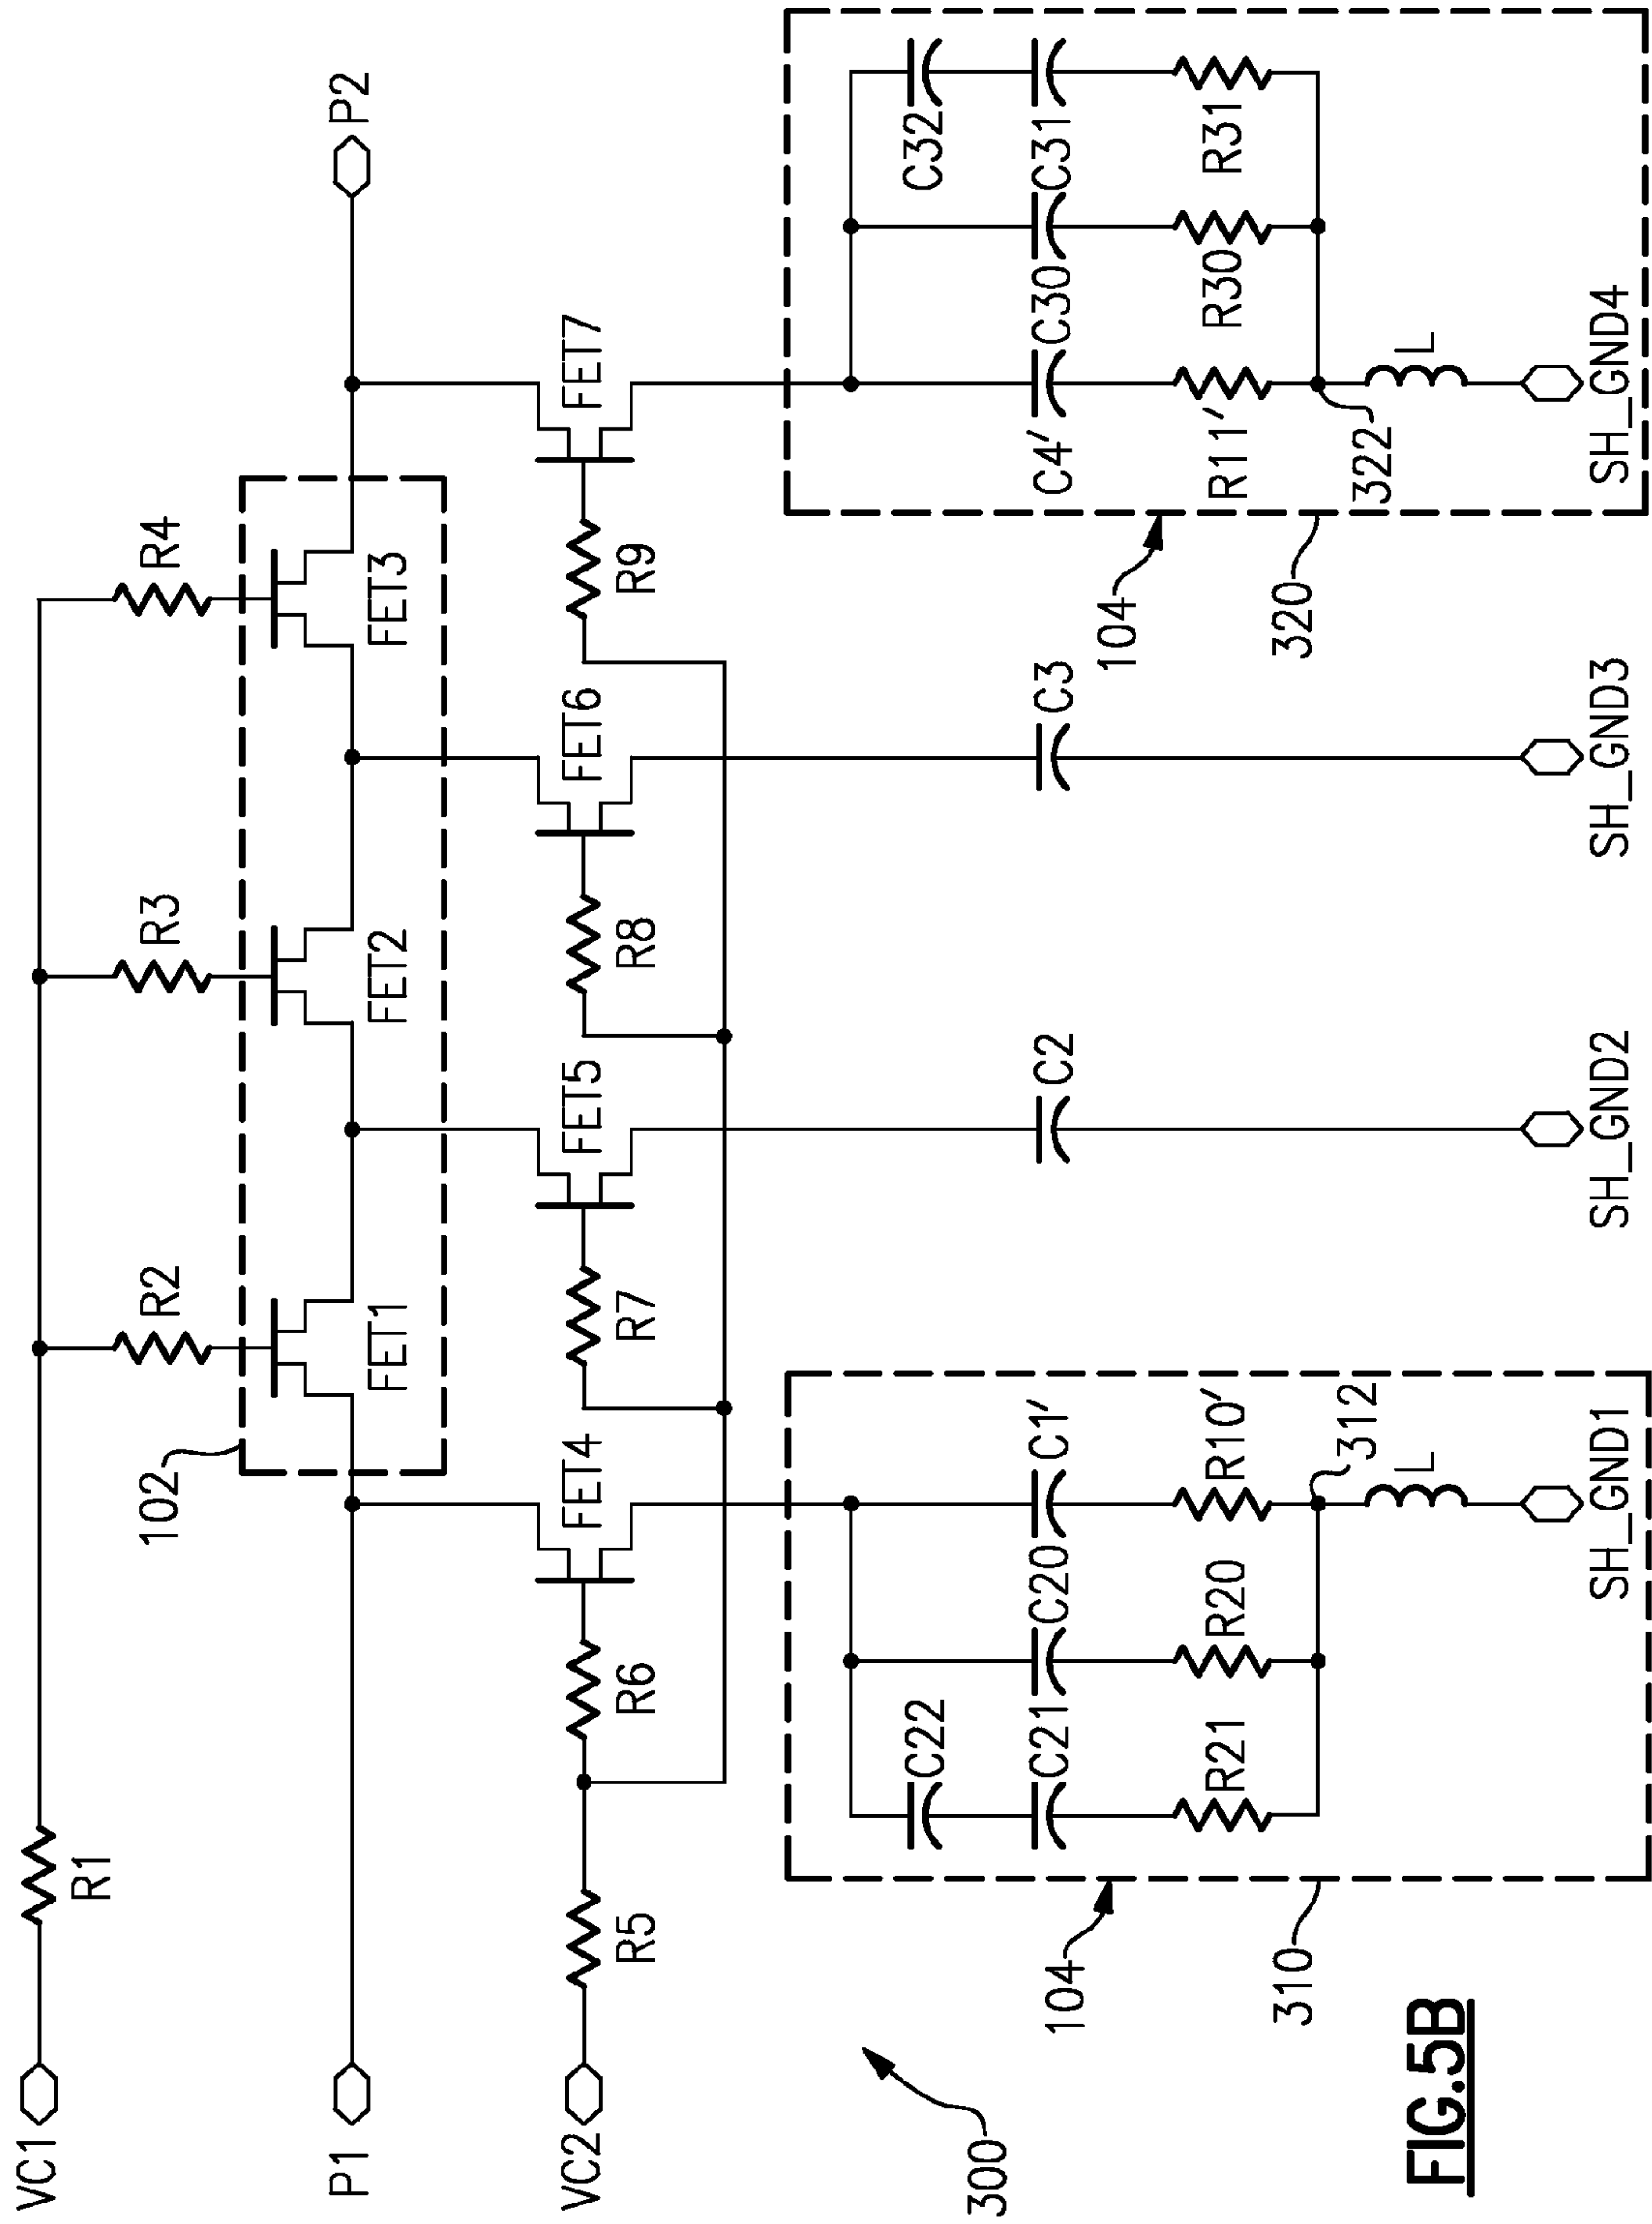 VC1
R1
R2
R3
R4
102
FET1
FET2
FET3
P1
P2
VC2
R5
R6
FET4
R7
FET5
R8
FET6
R9
FET7
104
310
C22
C21
C20
C1′
R21
R20
R10′
312
L
SH_GND1
C2
SH_GND2
C3
SH_GND3
104
320
C4′
C30
C31
C32
R11′
R30
R31
322
L
SH_GND4
300
FIG.5B